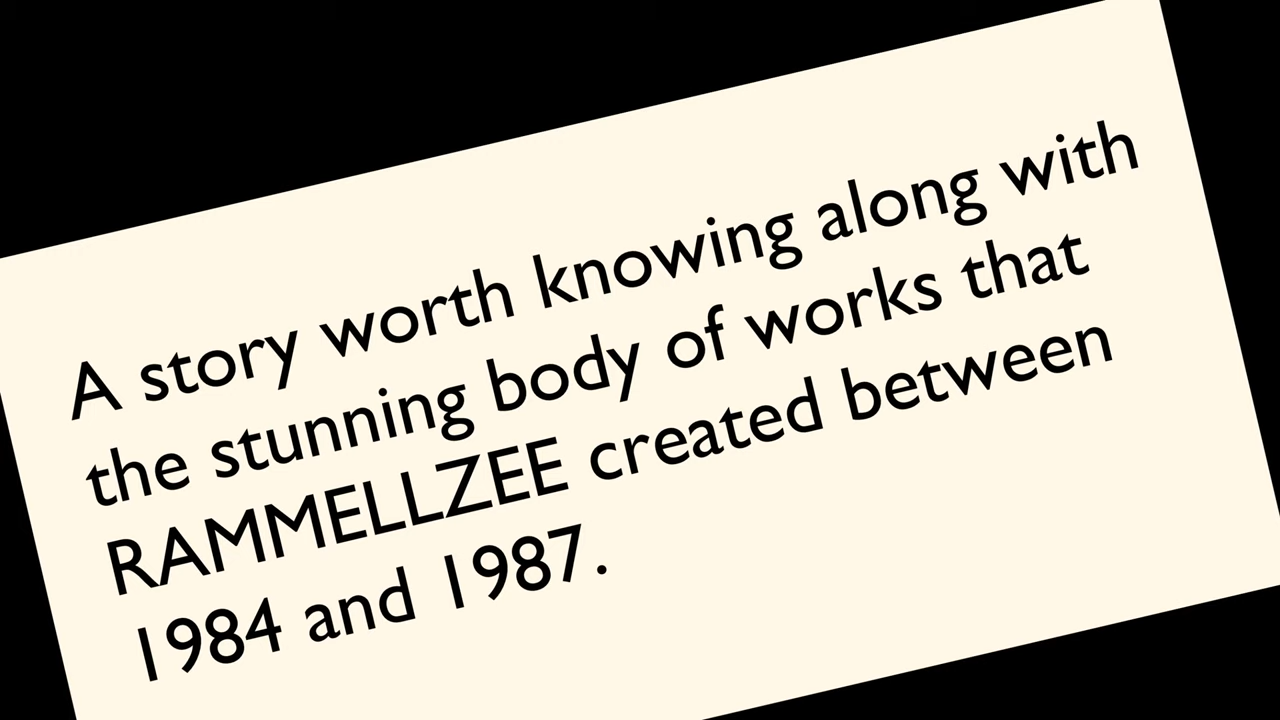 A story worth knowing along with
the stunning body of works that
RAMMELLZEE created between
1984 and 1987.